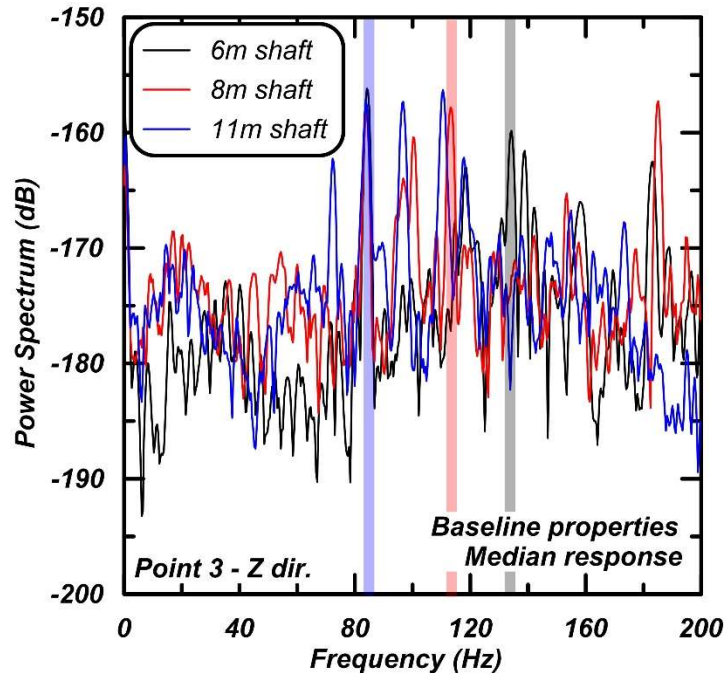 -150
-160
-170
-180
-190
-200
Power Spectrum (dB)
6m shaft
8m shaft
11m shaft
Baseline properties
Median response
Point 3 - Z dir.
0 40 80 120 160 200
Frequency (Hz)